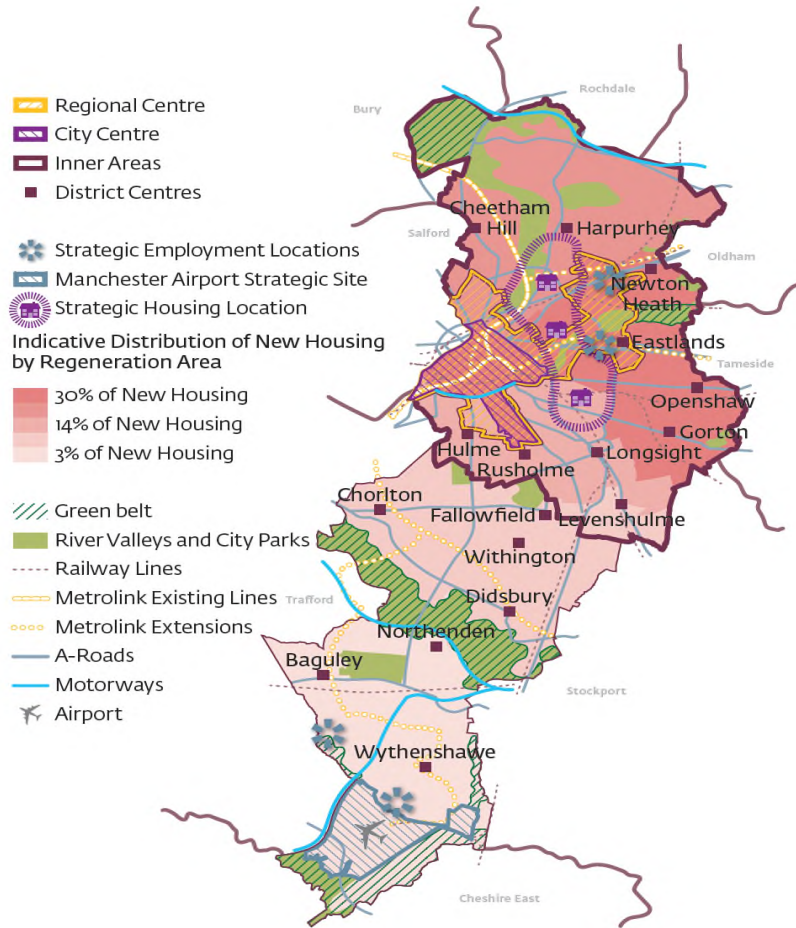 Regional Centre
City Centre
Inner Areas
District Centres
Strategic Employment Locations
Manchester Airport Strategic Site
Strategic Housing Location
Indicative Distribution of New Housing
by Regeneration Area
30% of New Housing
14% of New Housing
3% of New Housing
Green belt
River Valleys and City Parks
Railway Lines
Metrolink Existing Lines
Metrolink Extensions
A-Roads
Motorways
Airport
Rochdale
Bury
Cheetham
Hill
Harpurhey
Salford
Oldham
Newton
Heath
Eastlands
Tameside
Openshaw
Gorton
Hulme
Longsight
Rusholme
Chorlton
Fallowfield
Levenshulme
Withington
Trafford
Didsbury
Northenden
Baguley
Stockport
Wythenshawe
Cheshire East